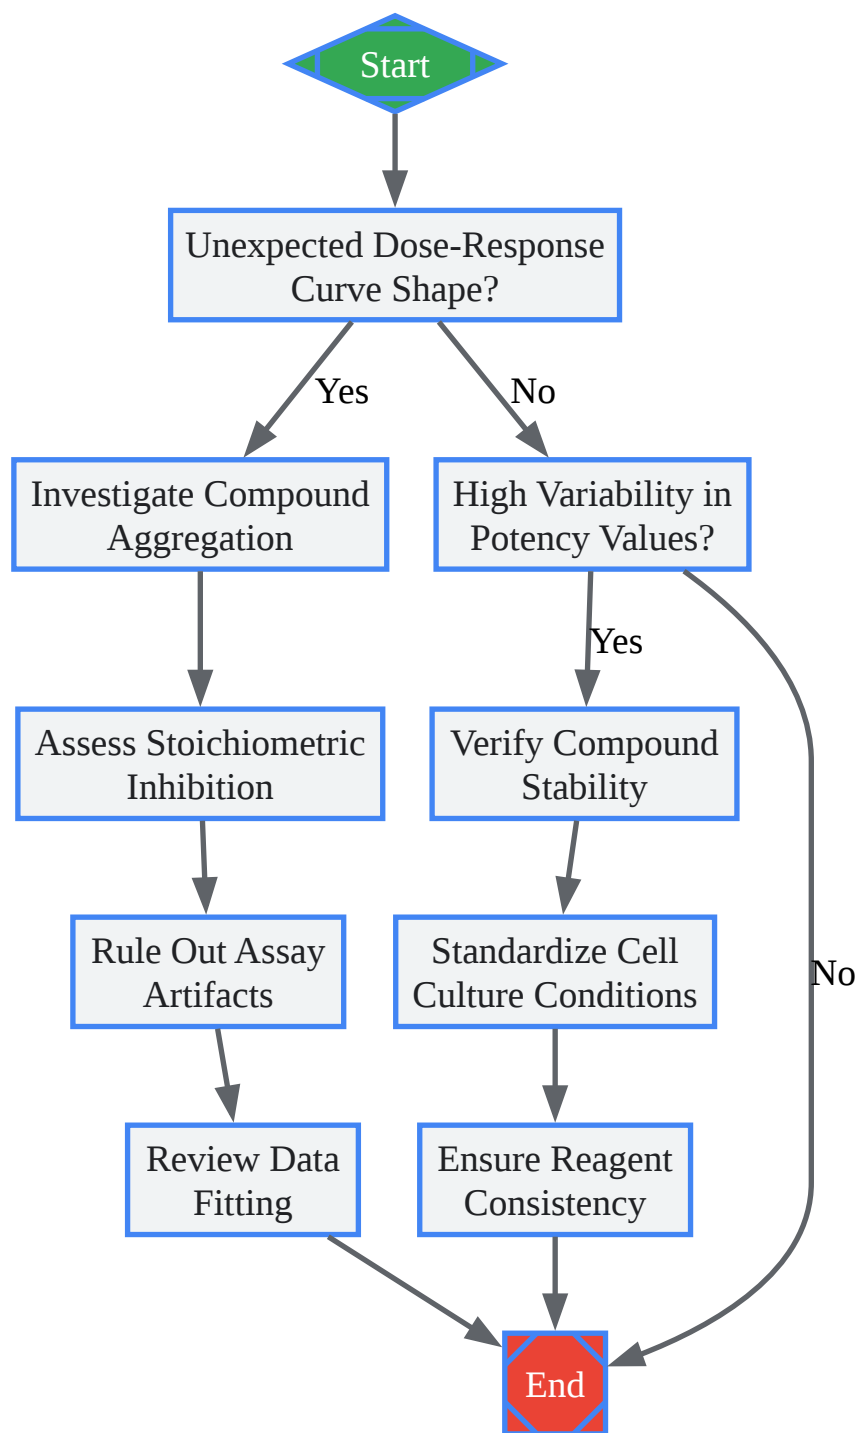 Start
Unexpected Dose-Response
Curve Shape?
Yes
No
Investigate Compound
Aggregation
High Variability in
Potency Values?
Yes
Assess Stoichiometric
Inhibition
Verify Compound
Stability
Rule Out Assay
Artifacts
Standardize Cell
Culture Conditions
No
Review Data
Fitting
Ensure Reagent
Consistency
End